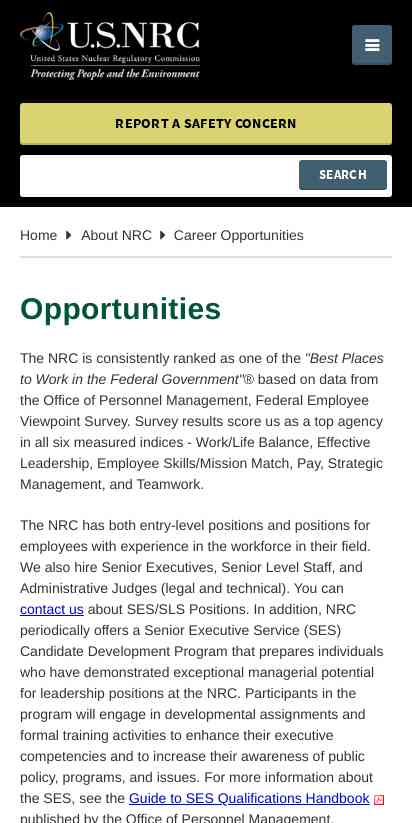 U.S.NRC
United States Nuclear Regulatory Commission
Protecting People and the Environment
REPORT A SAFETY CONCERN
SEARCH
Home About NRC Career Opportunities
Opportunities
The NRC is consistently ranked as one of the "Best Places
to Work in the Federal Government"® based on data from
the Office of Personnel Management, Federal Employee
Viewpoint Survey. Survey results score us as a top agency
in all six measured indices - Work/Life Balance, Effective
Leadership, Employee Skills/Mission Match, Pay, Strategic
Management, and Teamwork.
The NRC has both entry-level positions and positions for
employees with experience in the workforce in their field.
We also hire Senior Executives, Senior Level Staff, and
Administrative Judges (legal and technical). You can
contact us about SES/SLS Positions. In addition, NRC
periodically offers a Senior Executive Service (SES)
Candidate Development Program that prepares individuals
who have demonstrated exceptional managerial potential
for leadership positions at the NRC. Participants in the
program will engage in developmental assignments and
formal training activities to enhance their executive
competencies and to increase their awareness of public
policy, programs, and issues. For more information about
the SES, see the Guide to SES Qualifications Handbook
published by the Office of Personnel Management.